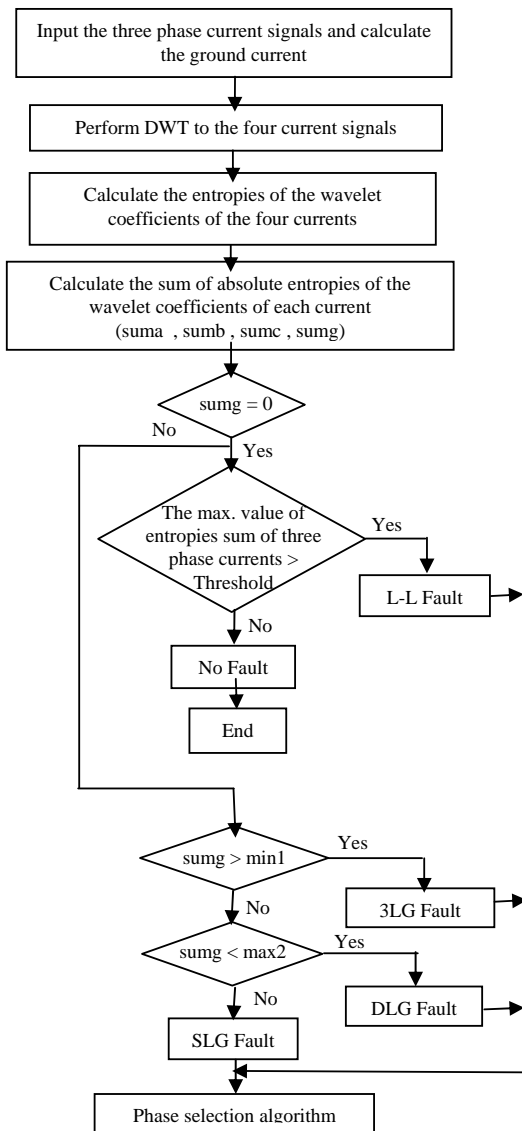 Input the three phase current signals and calculate
the ground current
Perform DWT to the four current signals
Calculate the entropies of the wavelet
coefficients of the four currents
Calculate the sum of absolute entropies of the
wavelet coefficients of each current
(suma , sumb , sumc , sumg)
sumg = 0
No
Yes
The max. value of
entropies sum of three
phase currents >
Threshold
Yes
L-L Fault
No
No Fault
End
sumg > min1
Yes
3LG Fault
No
sumg < max2
Yes
DLG Fault
No
SLG Fault
Phase selection algorithm